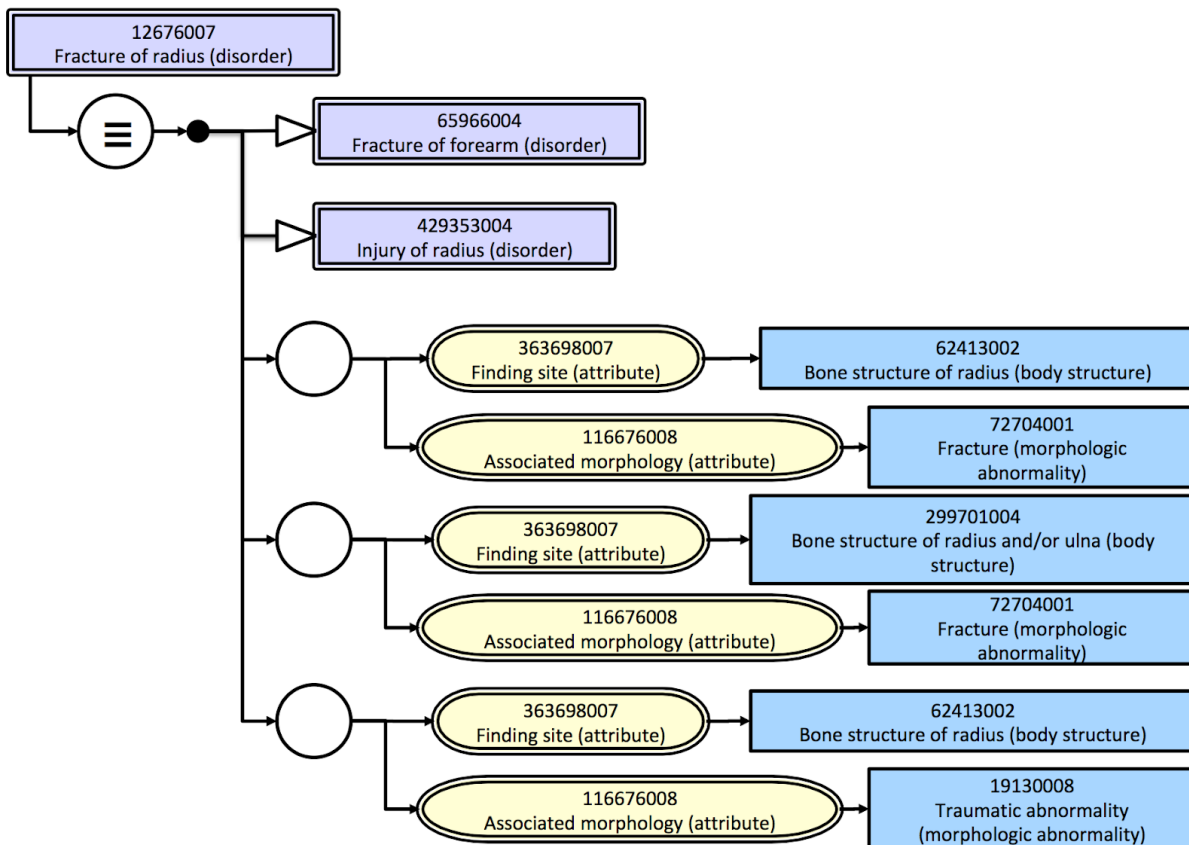 12676007
Fracture of radius (disorder)
65966004
Fracture of forearm (disorder)
429353004
Injury of radius (disorder)
363698007
Finding site (attribute)
62413002
Bone structure of radius (body structure)
116676008
Associated morphology (attribute)
72704001
Fracture (morphologic
abnormality)
363698007
Finding site (attribute)
299701004
Bone structure of radius and/or ulna (body
structure)
116676008
Associated morphology (attribute)
72704001
Fracture (morphologic
abnormality)
363698007
Finding site (attribute)
62413002
Bone structure of radius (body structure)
116676008
Associated morphology (attribute)
19130008
Traumatic abnormality
(morphologic abnormality)